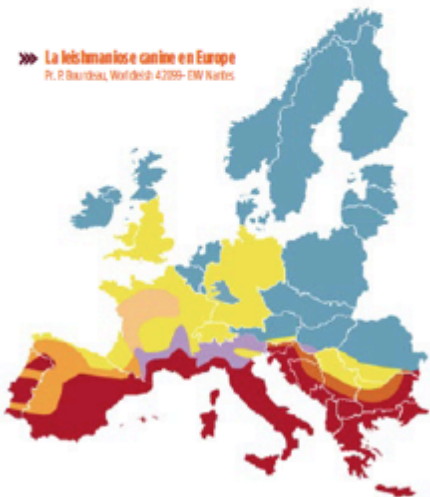 La leishmaniose canine en Europe
Pr. P. Bourdeau, Worldleish 4 2009- ENV Nantes